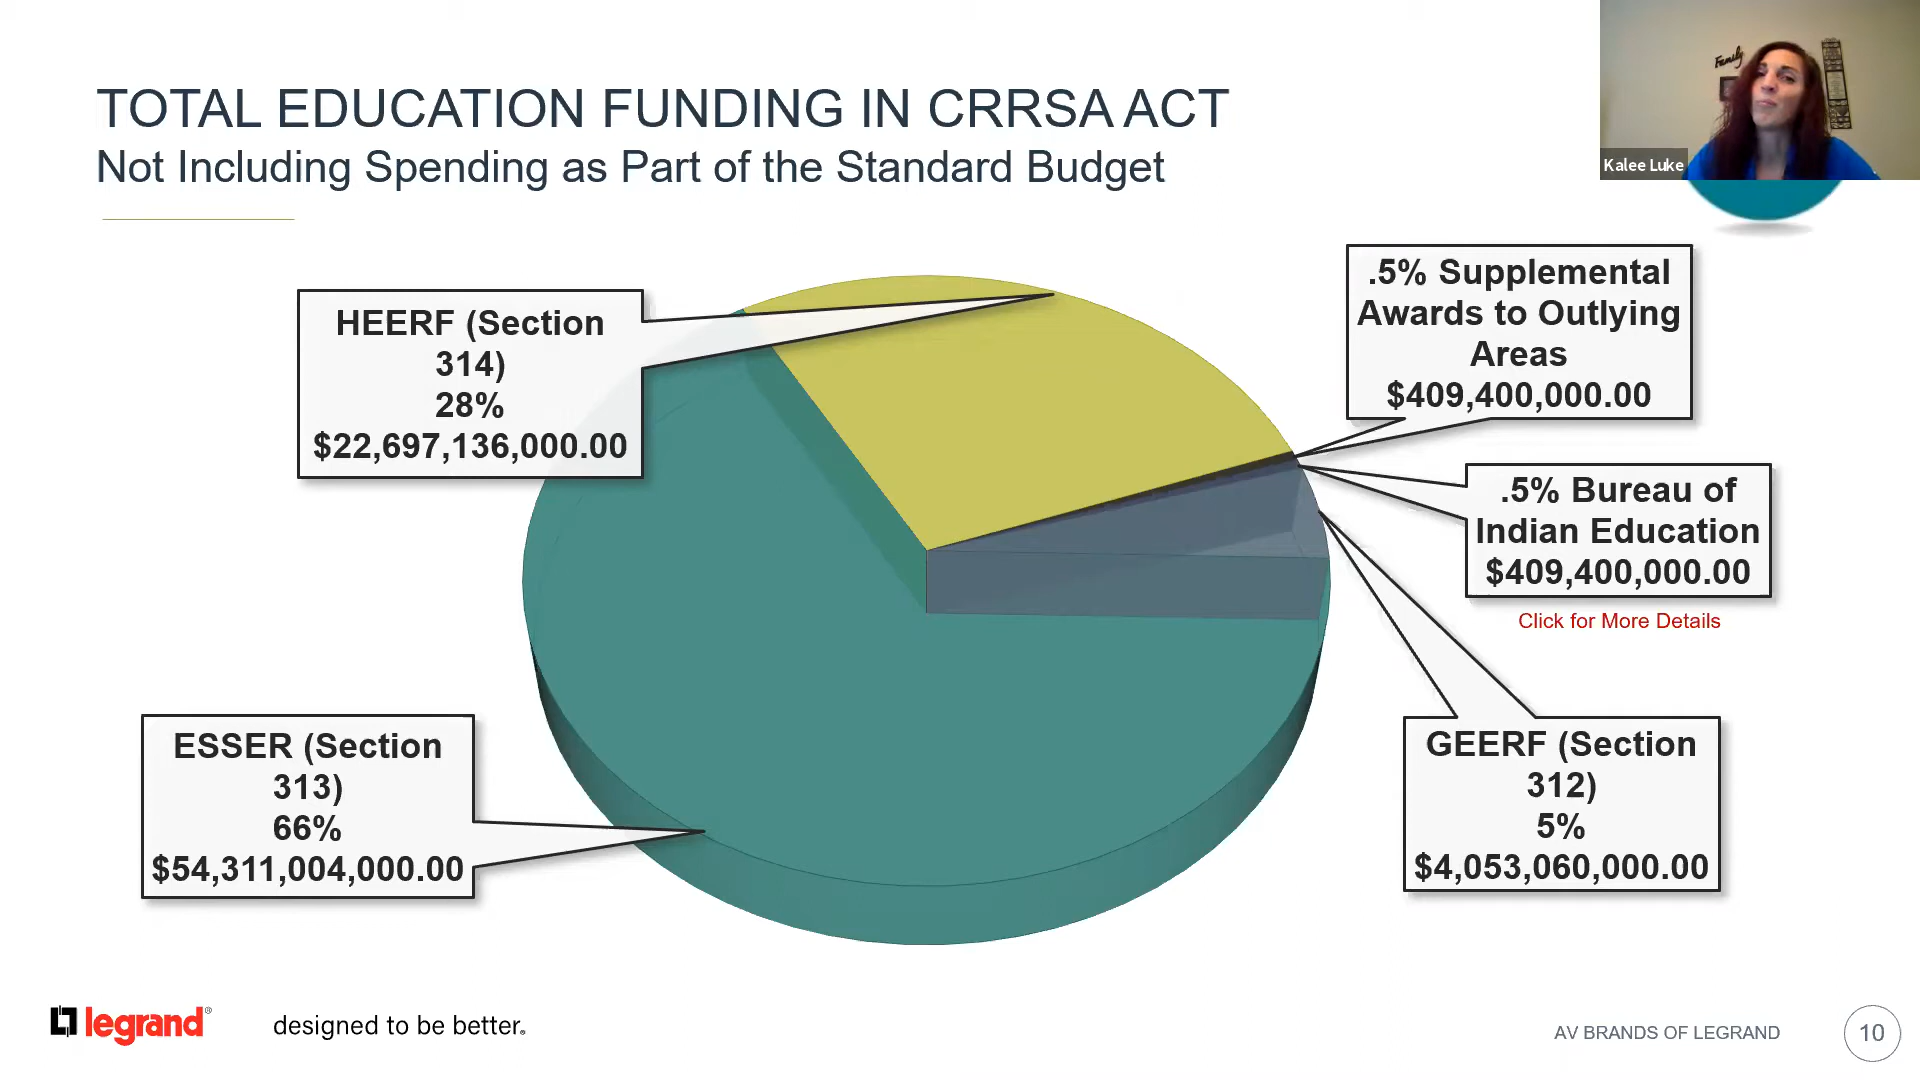 TOTAL EDUCATION FUNDING IN CRRSA ACT
Not Including Spending as Part of the Standard Budget
Family
Kalee Luke
HEERF (Section
314)
28%
$22,697,136,000.00
.5% Supplemental
Awards to Outlying
Areas
$409,400,000.00
.5% Bureau of
Indian Education
$409,400,000.00
Click for More Details
ESSER (Section
313)
66%
$54,311,004,000.00
GEERF (Section
312)
5%
$4,053,060,000.00
legrand®
designed to be better.®
AV BRANDS OF LEGRAND
10